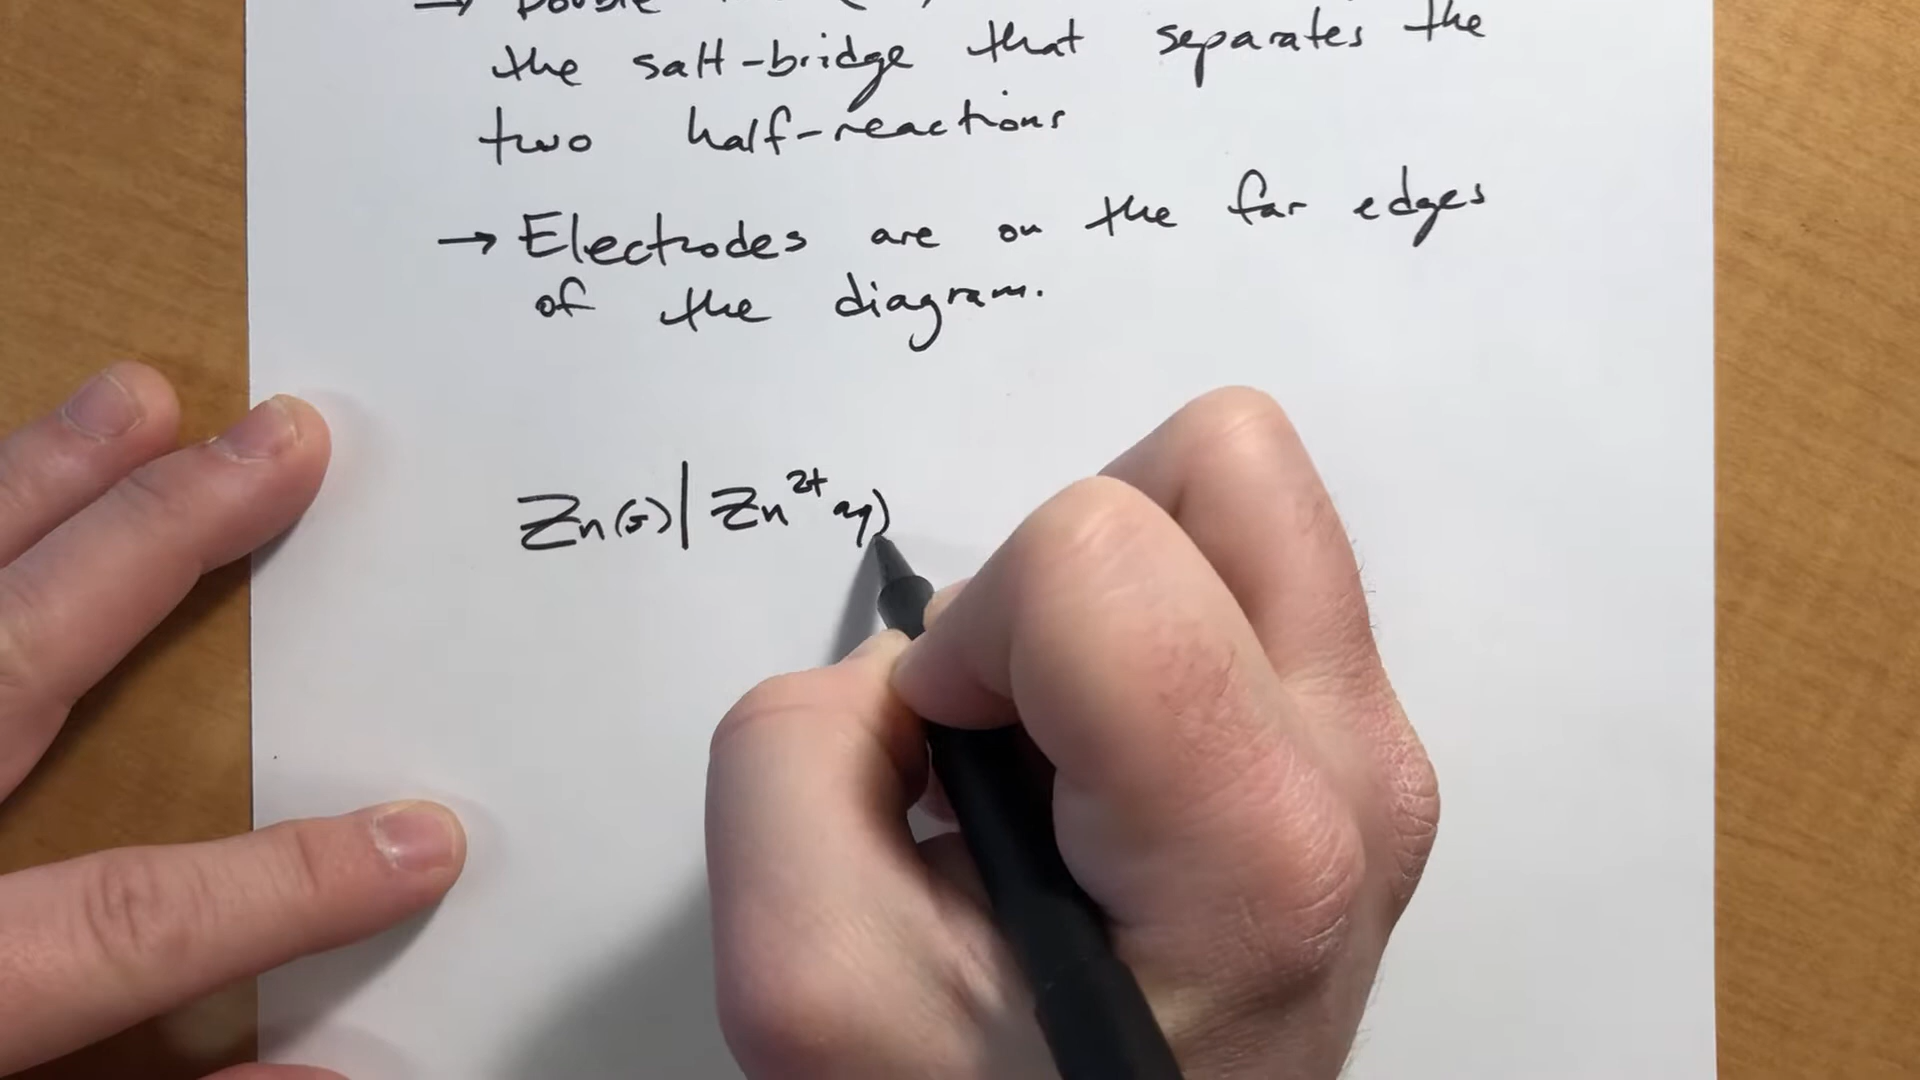 → Double
the salt-bridge that separates the
two half-reactions
→ Electrodes are on the far edges
of the diagram.
Zn(s) | Zn²⁺ aq)